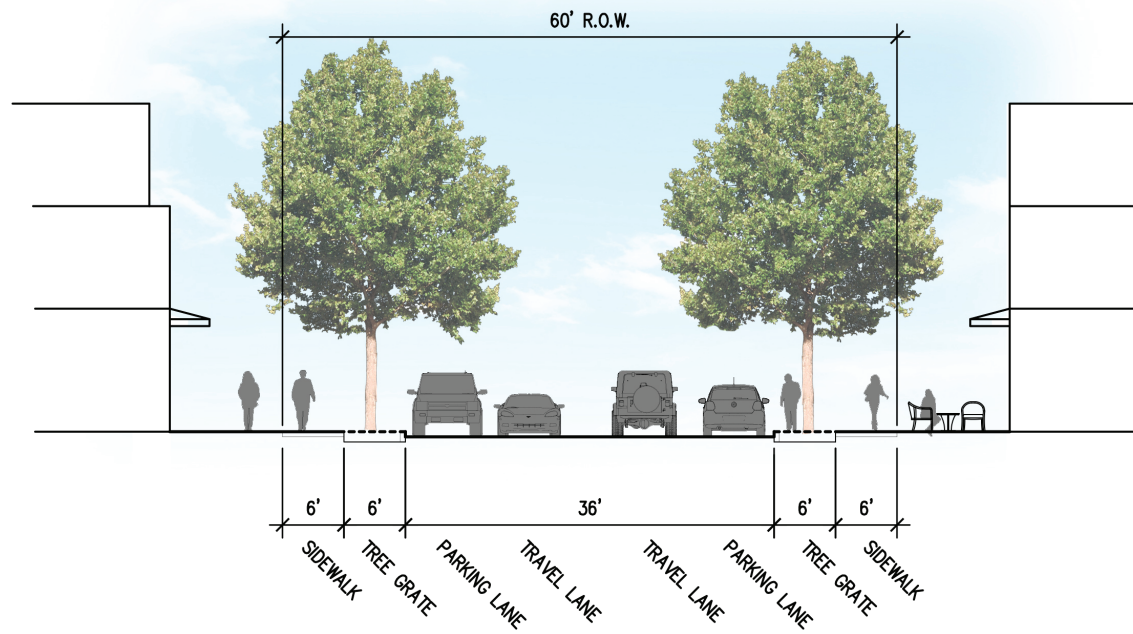 60' R.O.W.
6'
6'
36'
6'
6'
SIDEWALK
TREE GRATE
PARKING LANE
TRAVEL LANE
TRAVEL LANE
PARKING LANE
TREE GRATE
SIDEWALK